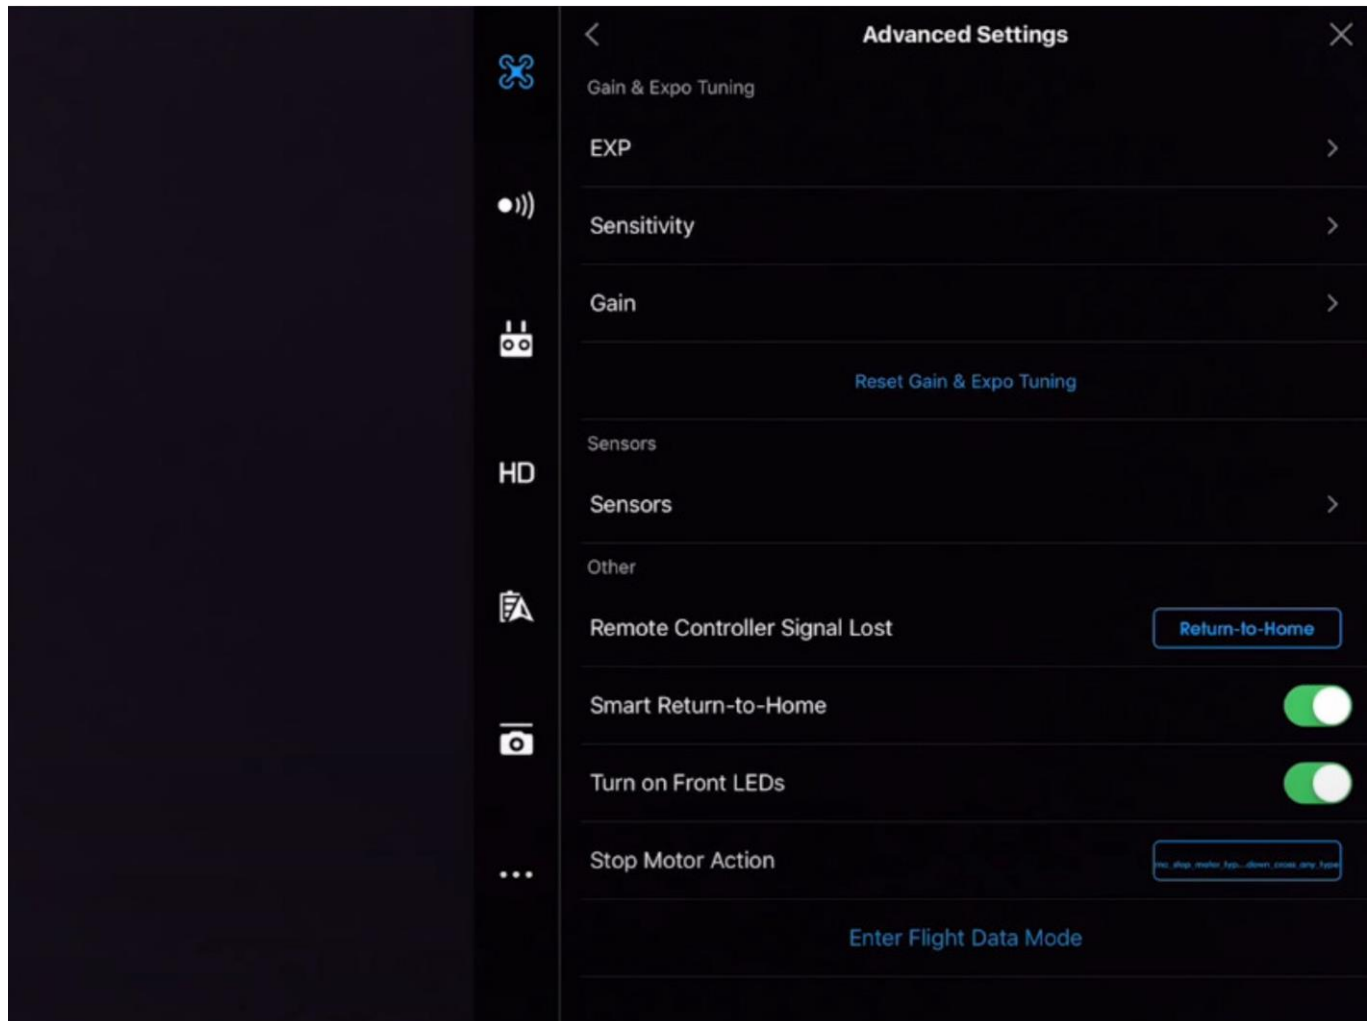 Advanced Settings
Gain & Expo Tuning
EXP
Sensitivity
Gain
Reset Gain & Expo Tuning
Sensors
HD
Sensors
Other
Remote Controller Signal Lost
Return-to-Home
Smart Return-to-Home
Turn on Front LEDs
Stop Motor Action
mc_stop_motor_typ...down_cross_any_type
Enter Flight Data Mode